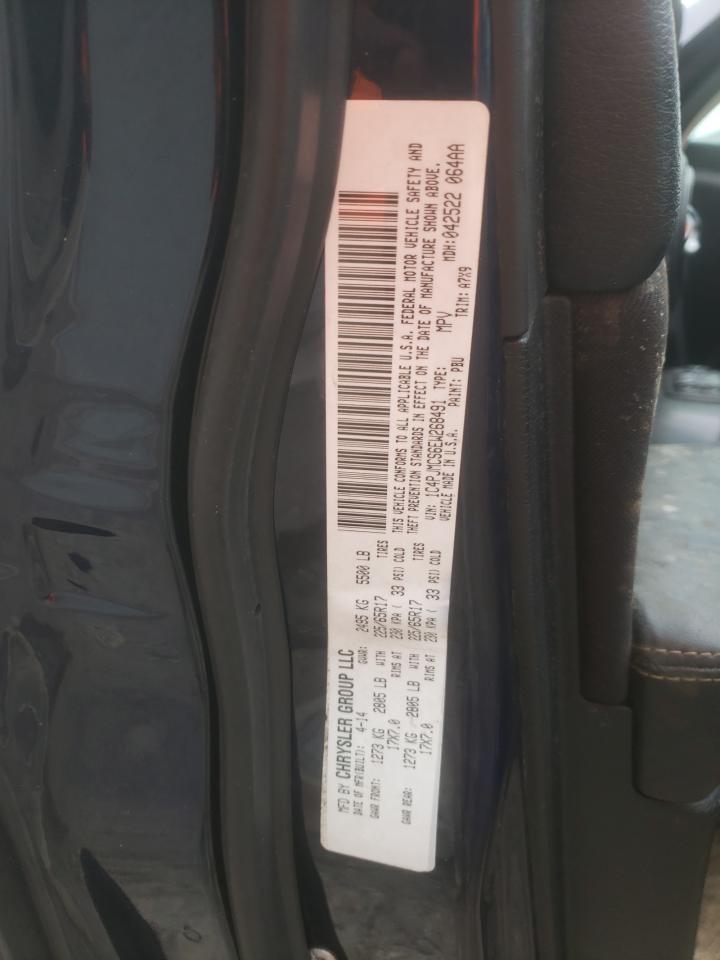 MFD BY CHRYSLER GROUP LLC
DATE OF MFR(BUILT): 4-14 GVWR: 2495 KG 5500 LB
GAWR FRONT: 1273 KG 2805 LB WITH 225/65R17 TIRES
17X7.0 RIMS AT 230 KPA ( 33 PSI) COLD
GAWR REAR: 1273 KG 2805 LB WITH 225/65R17 TIRES
17X7.0 RIMS AT 230 KPA ( 33 PSI) COLD
THIS VEHICLE CONFORMS TO ALL APPLICABLE U.S.A. FEDERAL MOTOR VEHICLE SAFETY AND
THEFT PREVENTION STANDARDS IN EFFECT ON THE DATE OF MANUFACTURE SHOWN ABOVE.
VIN: 1C4PJMCS6EW268491 TYPE: MPV MDH: 042522 064AA
VEHICLE MADE IN U.S.A. PAINT: PBU TRIM: A7X9